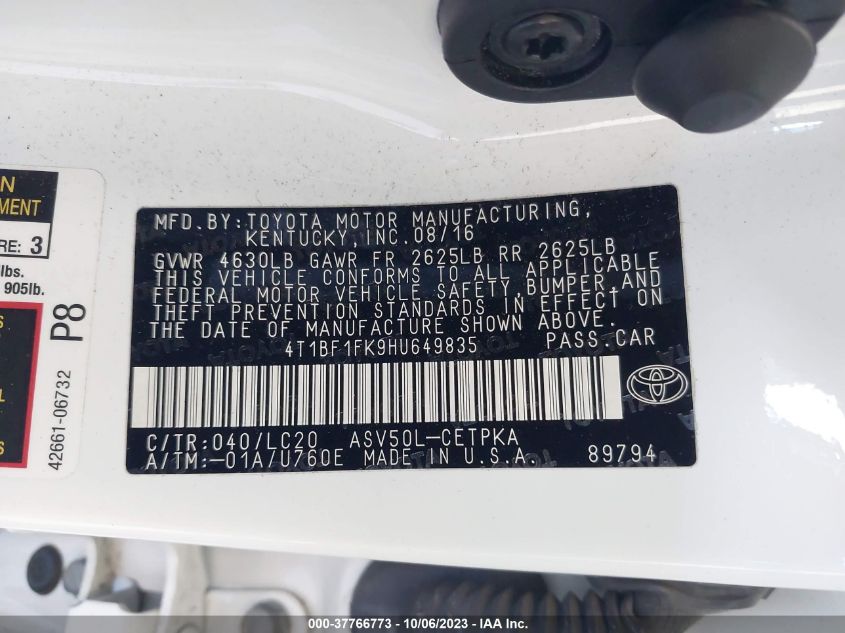 N
MENT
RE: 3
lbs.
905lb.
P8
42661-06732
MFD.BY:TOYOTA MOTOR MANUFACTURING,
KENTUCKY,INC.08/16
GVWR 4630LB GAWR FR 2625LB RR 2625LB
THIS VEHICLE CONFORMS TO ALL APPLICABLE
FEDERAL MOTOR VEHICLE SAFETY,BUMPER,AND
THEFT PREVENTION STANDARDS IN EFFECT ON
THE DATE OF MANUFACTURE SHOWN ABOVE.
4T1BF1FK9HU649835 PASS.CAR
C/TR:040/LC20 ASV50L-CETPKA
A/TM:-01A/U760E MADE IN U.S.A. 89794
000-37766773 - 10/06/2023 - IAA Inc.